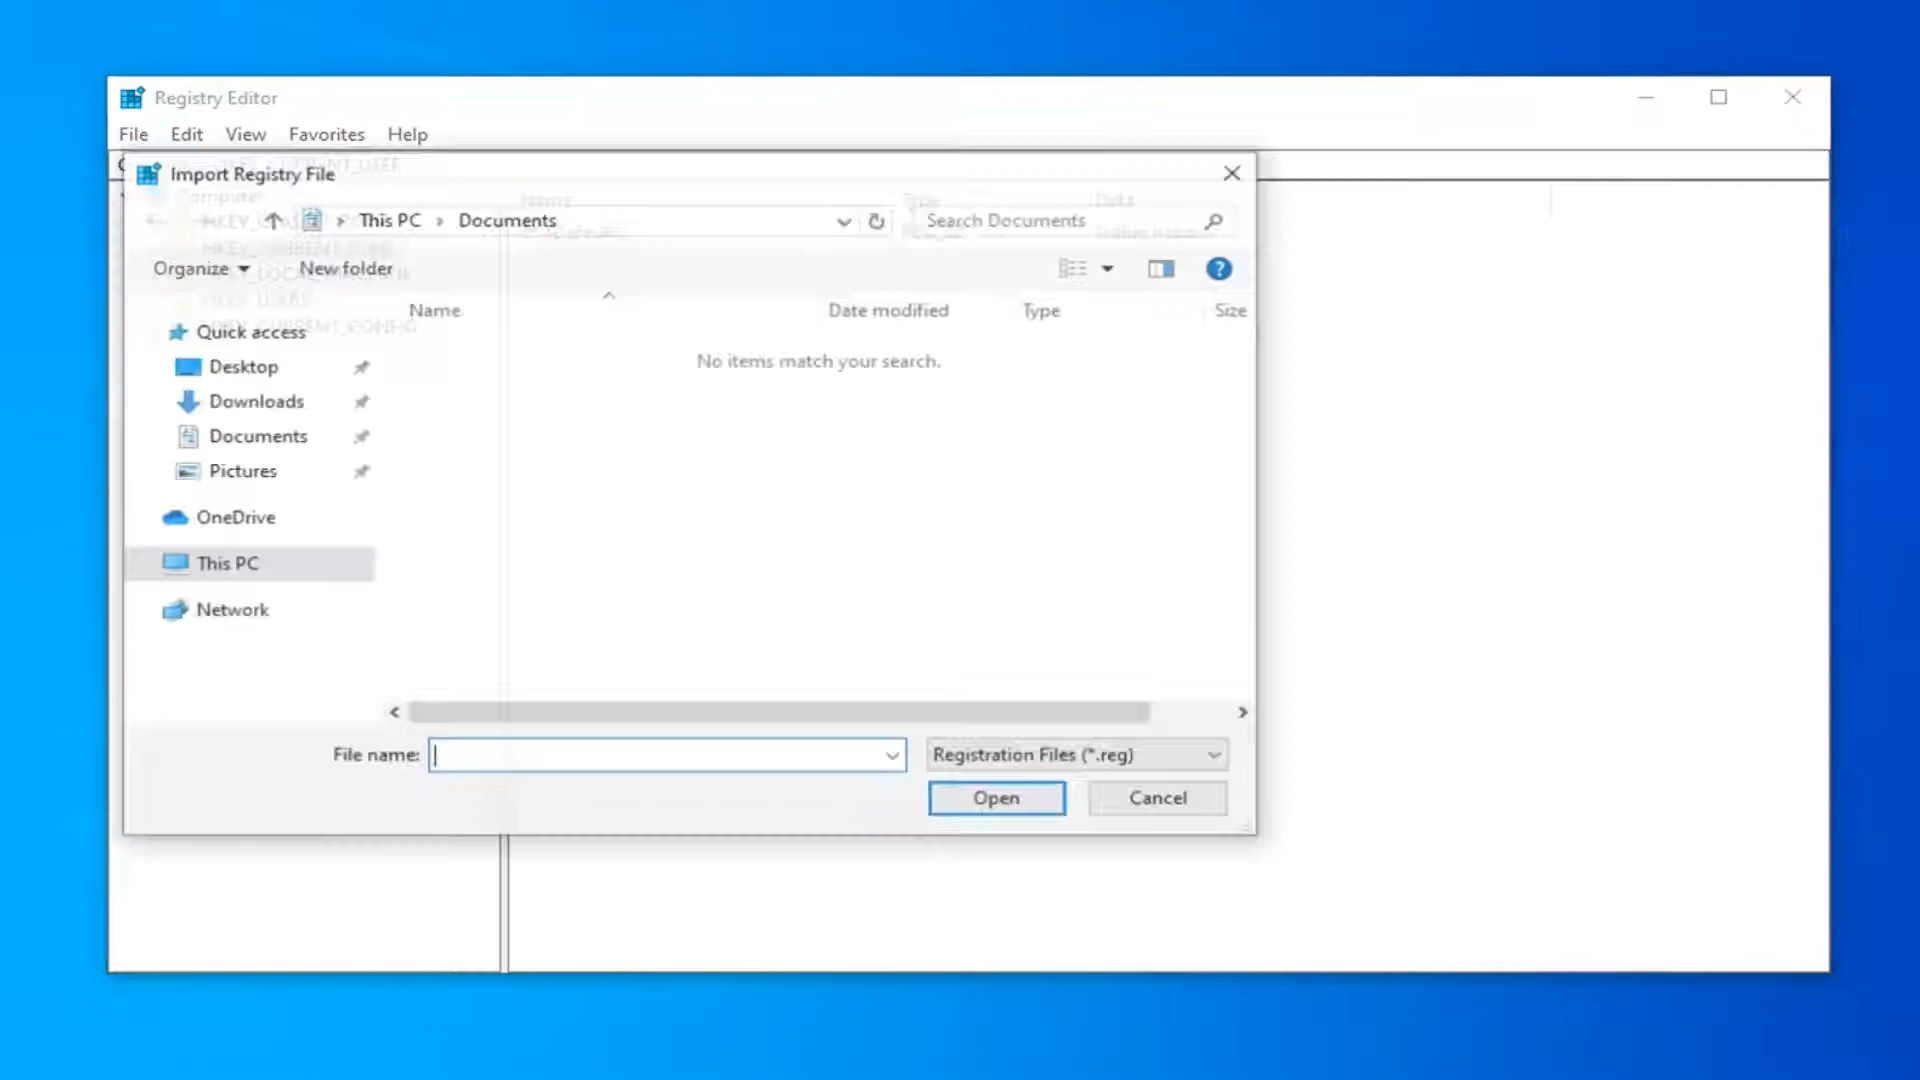 Registry Editor
File Edit View Favorites Help
Import Registry File
This PC > Documents
Search Documents
Organize New folder
Name Date modified Type Size
Quick access
No items match your search.
Desktop
Downloads
Documents
Pictures
OneDrive
This PC
Network
File name: Registration Files (*.reg)
Open Cancel